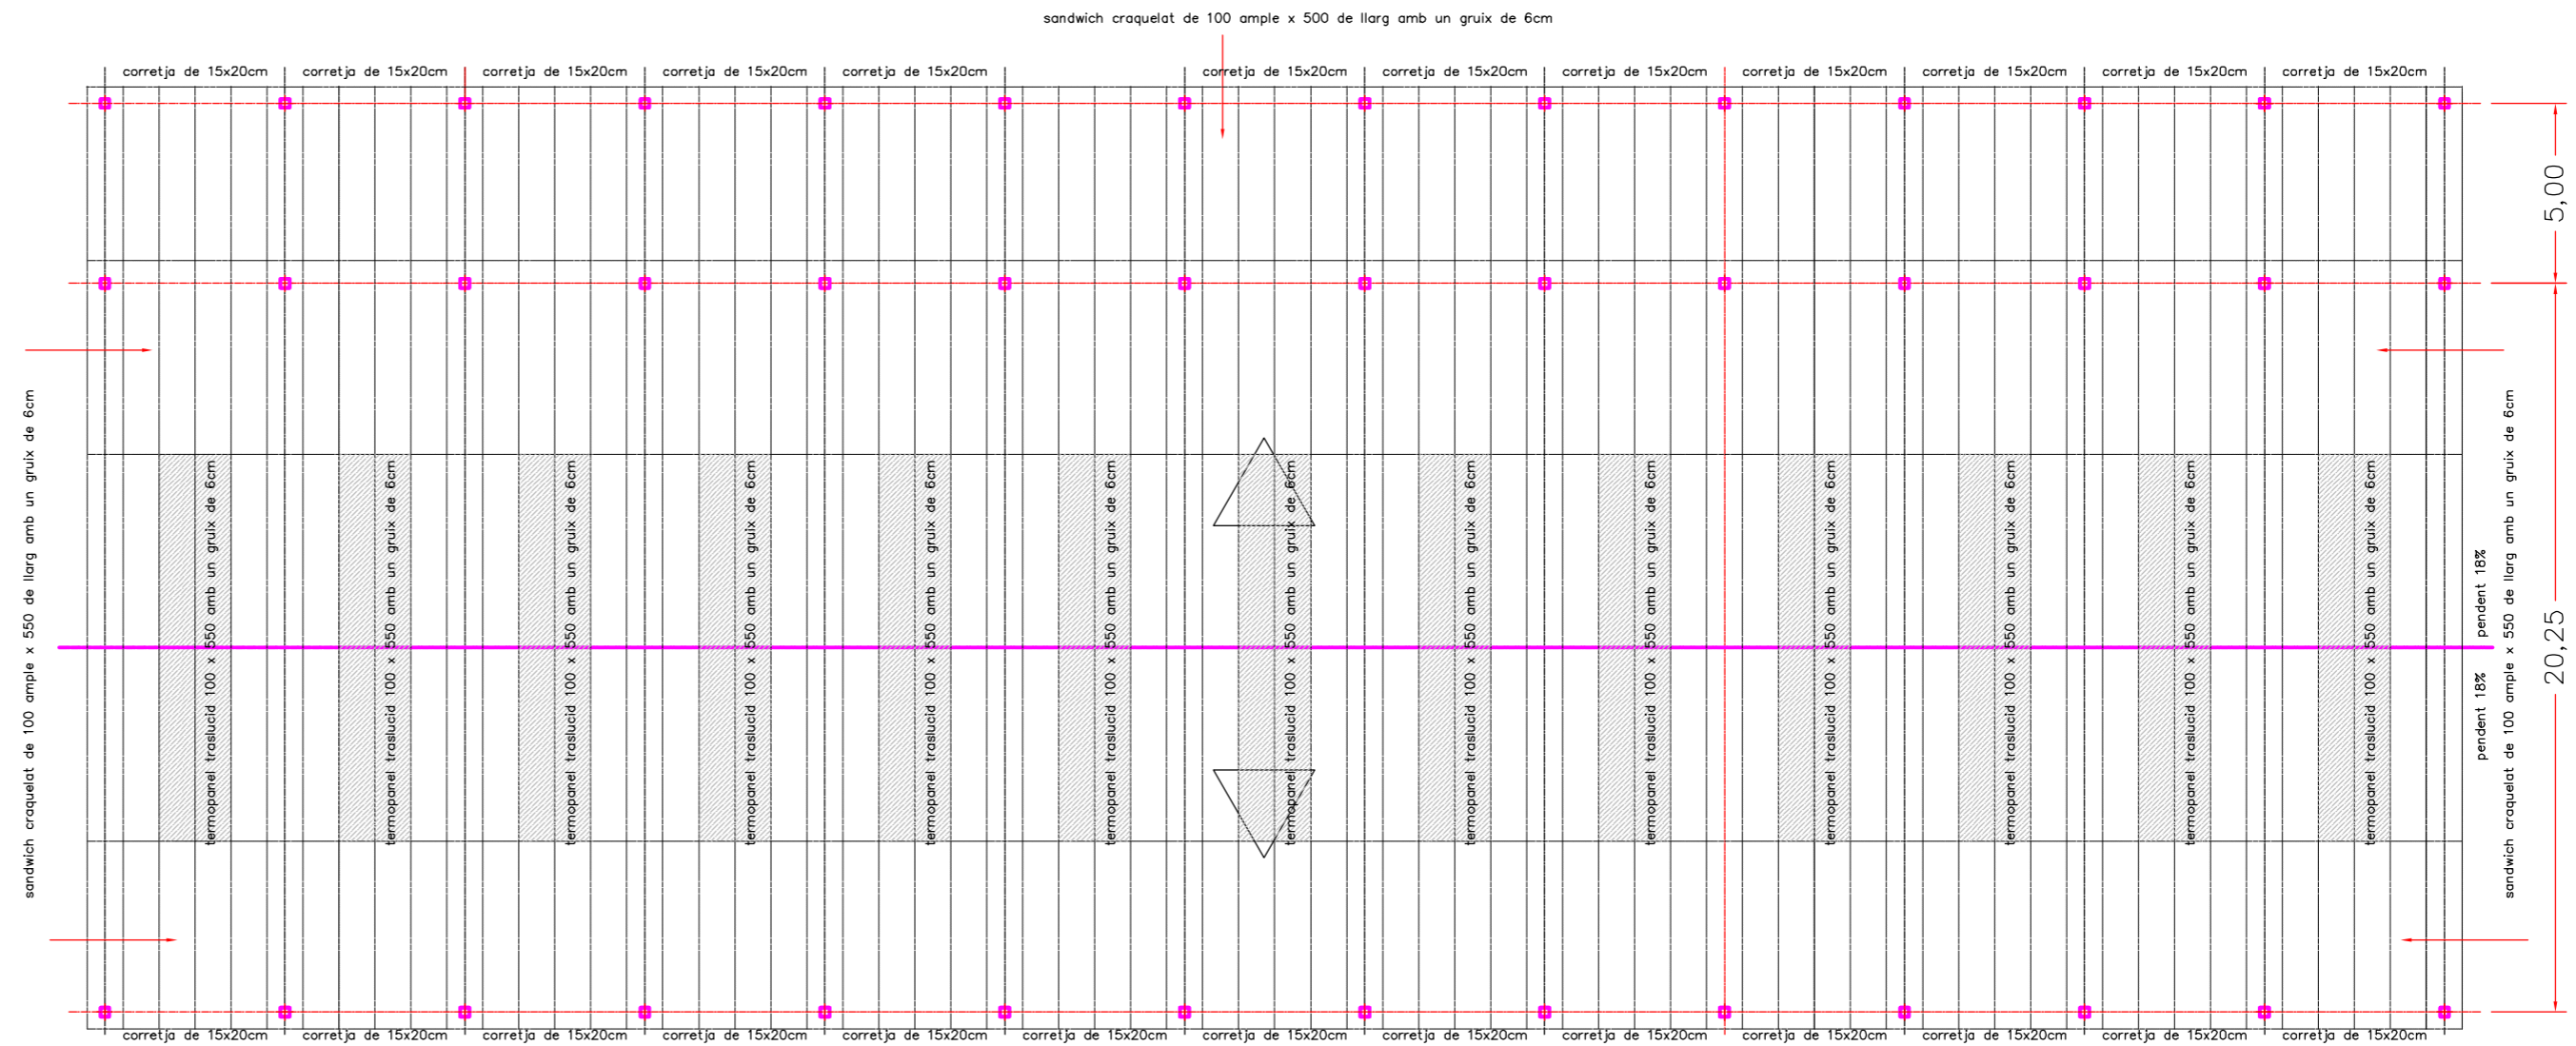 sandwich craquelat de 100 ample x 500 de llarg amb un gruix de 6cm
corretja de 15x20cm
corretja de 15x20cm
corretja de 15x20cm
corretja de 15x20cm
corretja de 15x20cm
corretja de 15x20cm
corretja de 15x20cm
corretja de 15x20cm
corretja de 15x20cm
corretja de 15x20cm
corretja de 15x20cm
corretja de 15x20cm
5,00
sandwich craquelat de 100 ample x 550 de llarg amb un gruix de 6cm
termopanel traslucid 100 x 550 amb un gruix de 6cm
termopanel traslucid 100 x 550 amb un gruix de 6cm
termopanel traslucid 100 x 550 amb un gruix de 6cm
termopanel traslucid 100 x 550 amb un gruix de 6cm
termopanel traslucid 100 x 550 amb un gruix de 6cm
termopanel traslucid 100 x 550 amb un gruix de 6cm
termopanel traslucid 100 x 550 amb un gruix de 6cm
termopanel traslucid 100 x 550 amb un gruix de 6cm
termopanel traslucid 100 x 550 amb un gruix de 6cm
termopanel traslucid 100 x 550 amb un gruix de 6cm
termopanel traslucid 100 x 550 amb un gruix de 6cm
termopanel traslucid 100 x 550 amb un gruix de 6cm
termopanel traslucid 100 x 550 amb un gruix de 6cm
pendent 18%
pendent 18%
sandwich craquelat de 100 ample x 550 de llarg amb un gruix de 6cm
20,25
corretja de 15x20cm
corretja de 15x20cm
corretja de 15x20cm
corretja de 15x20cm
corretja de 15x20cm
corretja de 15x20cm
corretja de 15x20cm
corretja de 15x20cm
corretja de 15x20cm
corretja de 15x20cm
corretja de 15x20cm
corretja de 15x20cm
corretja de 15x20cm